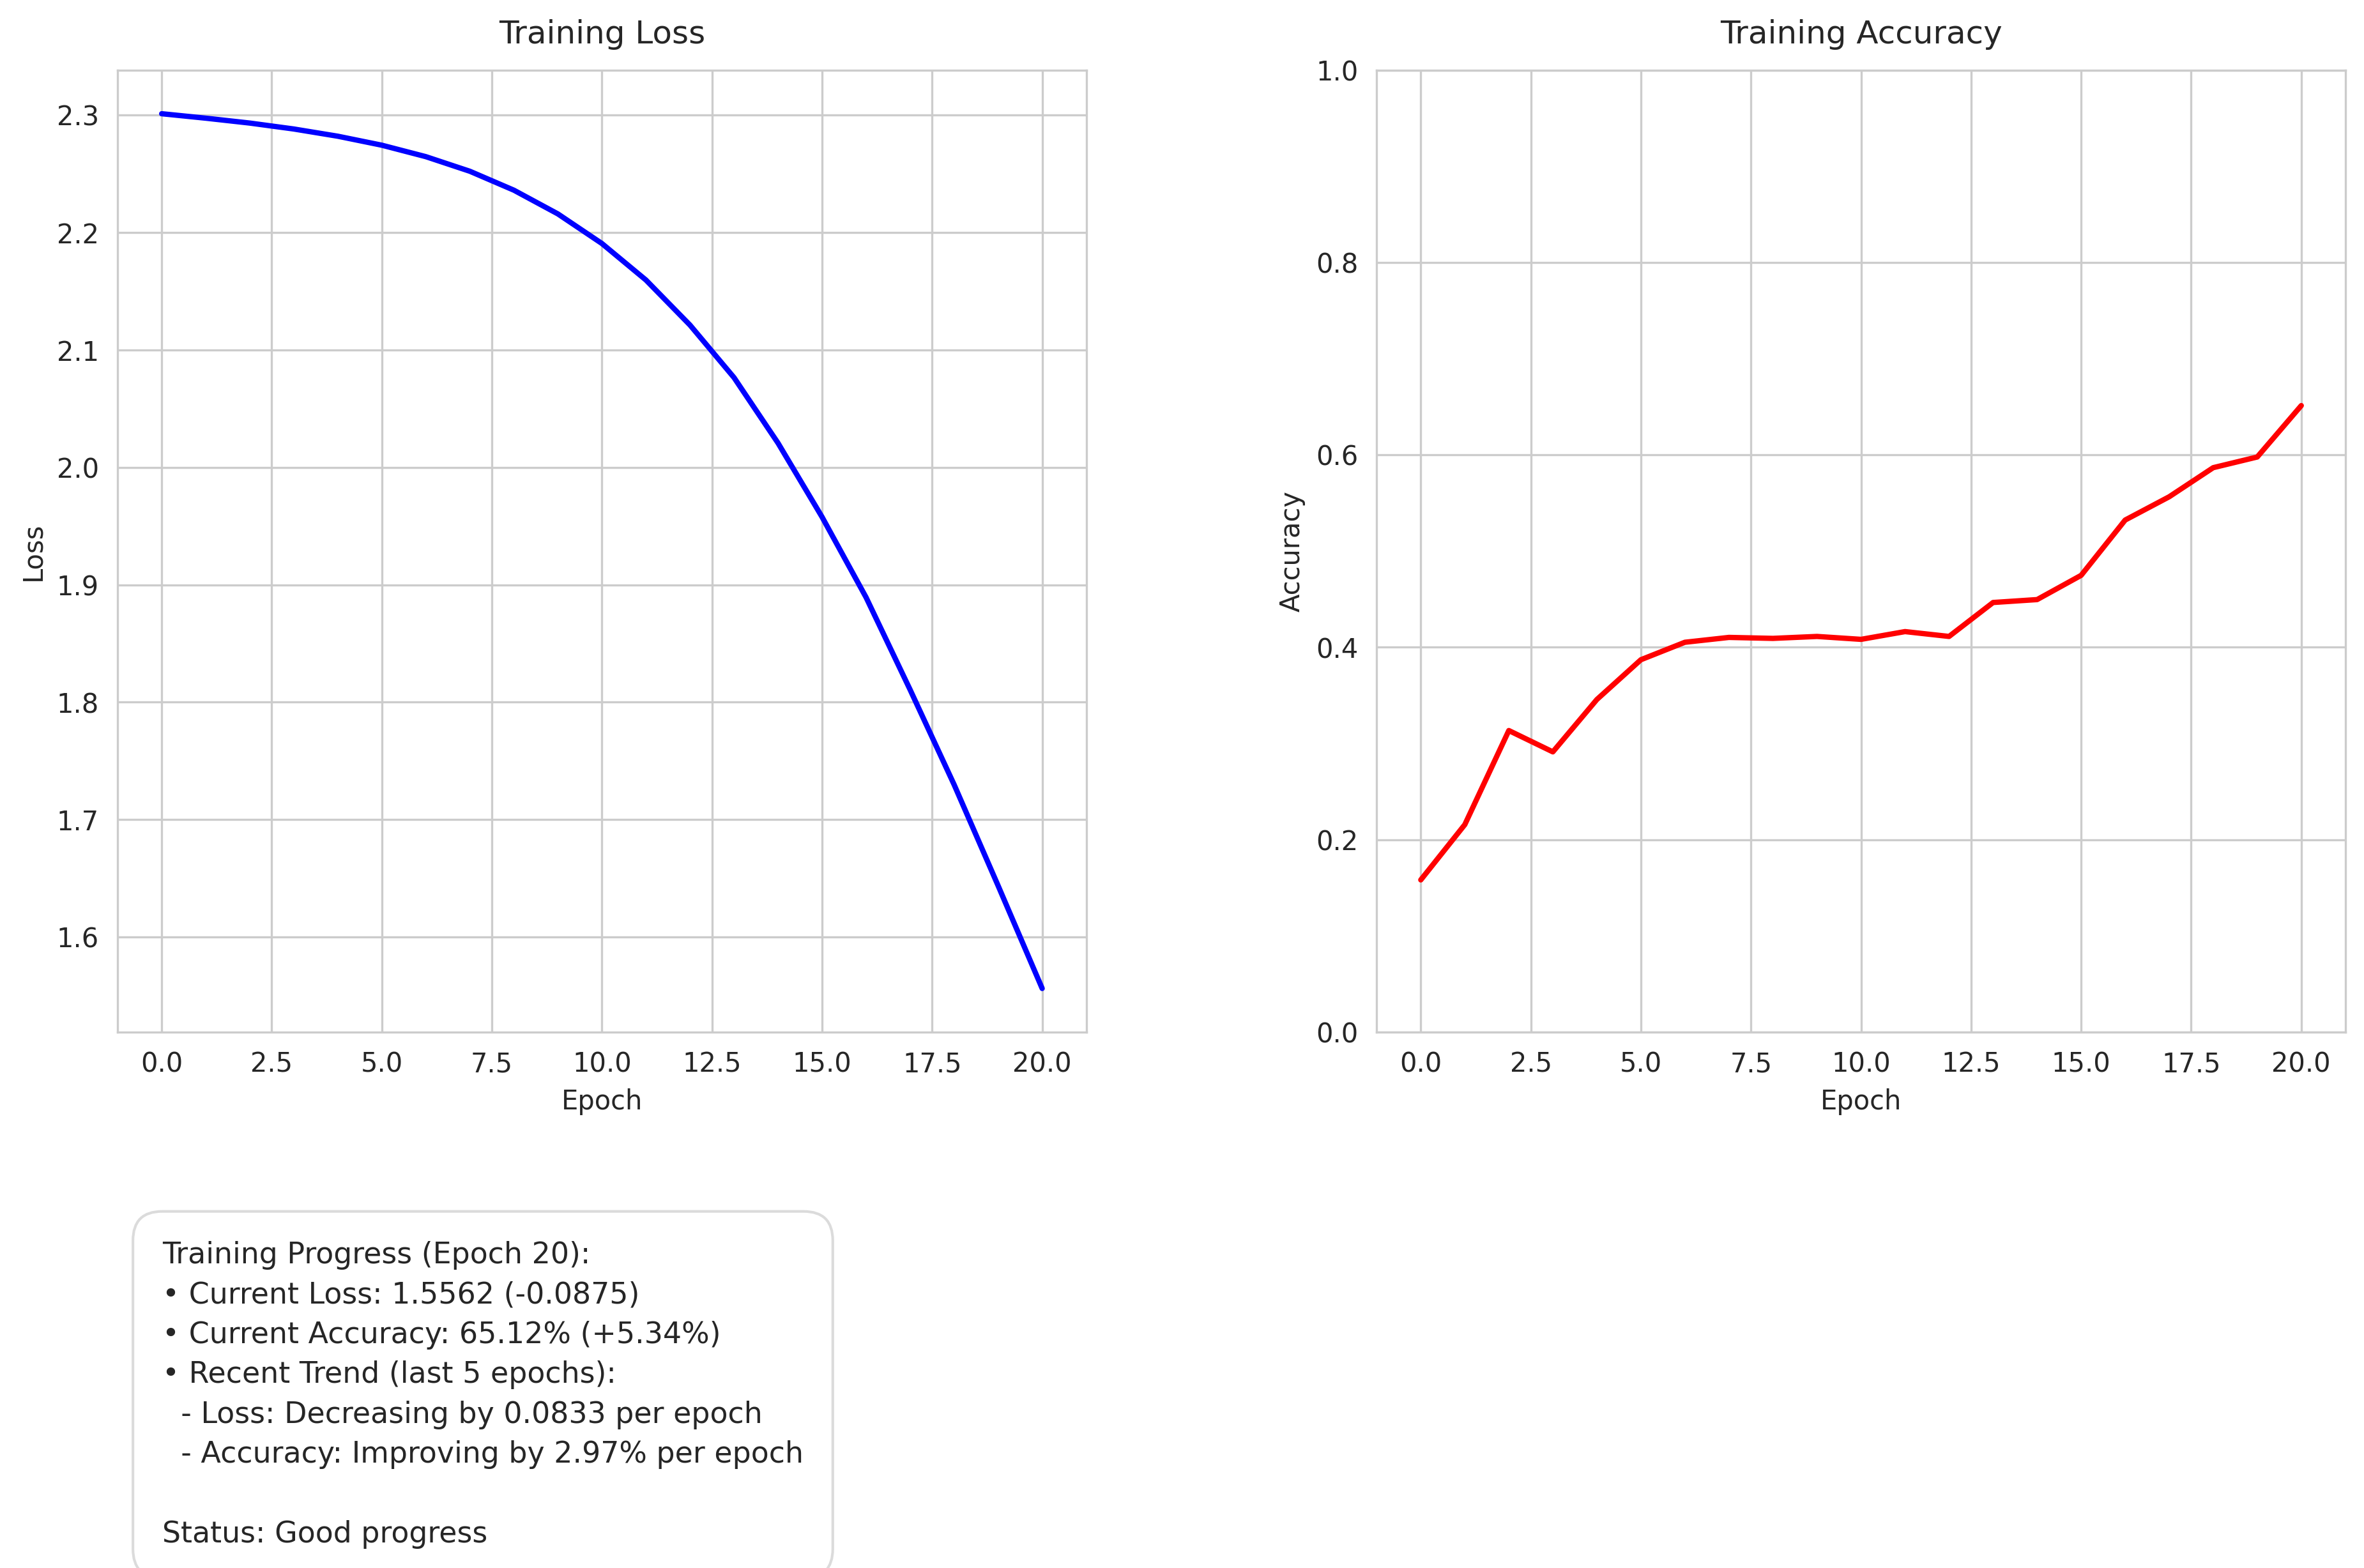 Training Loss
2.3
2.2
2.1
2.0
1.9
1.8
1.7
1.6
Loss
0.0 2.5 5.0 7.5 10.0 12.5 15.0 17.5 20.0
Epoch
Training Accuracy
1.0
0.8
0.6
0.4
0.2
0.0
Accuracy
0.0 2.5 5.0 7.5 10.0 12.5 15.0 17.5 20.0
Epoch
Training Progress (Epoch 20):
• Current Loss: 1.5562 (-0.0875)
• Current Accuracy: 65.12% (+5.34%)
• Recent Trend (last 5 epochs):
- Loss: Decreasing by 0.0833 per epoch
- Accuracy: Improving by 2.97% per epoch
Status: Good progress